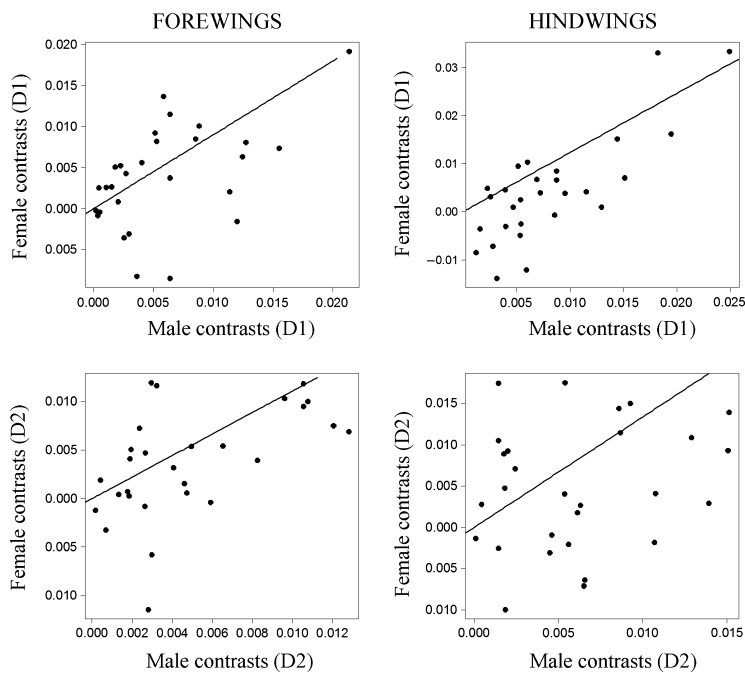 FOREWINGS
HINDWINGS
Female contrasts (D1)
0.020
0.015
0.010
0.005
0.000
0.005
0.000 0.005 0.010 0.015 0.020
Male contrasts (D1)
Female contrasts (D1)
0.03
0.02
0.01
0.00
−0.01
0.005 0.010 0.015 0.020 0.025
Male contrasts (D1)
Female contrasts (D2)
0.010
0.005
0.000
0.005
0.010
0.000 0.002 0.004 0.006 0.008 0.010 0.012
Male contrasts (D2)
Female contrasts (D2)
0.015
0.010
0.005
0.000
0.005
0.010
0.000 0.005 0.010 0.015
Male contrasts (D2)